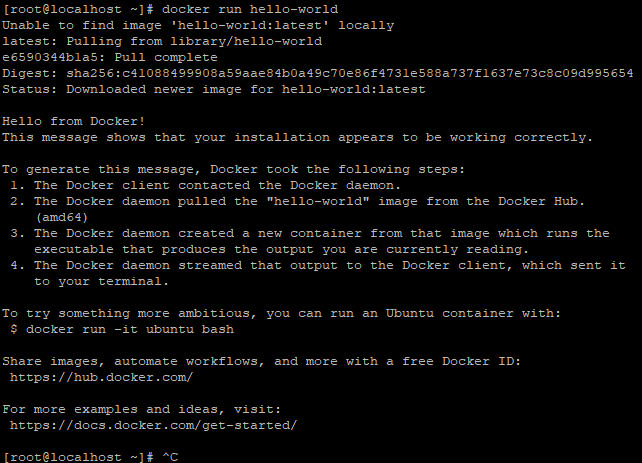 [root@localhost ~]# docker run hello-world
Unable to find image 'hello-world:latest' locally
latest: Pulling from library/hello-world
e6590344b1a5: Pull complete
Digest: sha256:c41088499908a59aae84b0a49c70e86f4731e588a737f1637e73c8c09d995654
Status: Downloaded newer image for hello-world:latest

Hello from Docker!
This message shows that your installation appears to be working correctly.

To generate this message, Docker took the following steps:
 1. The Docker client contacted the Docker daemon.
 2. The Docker daemon pulled the "hello-world" image from the Docker Hub.
    (amd64)
 3. The Docker daemon created a new container from that image which runs the
    executable that produces the output you are currently reading.
 4. The Docker daemon streamed that output to the Docker client, which sent it
    to your terminal.

To try something more ambitious, you can run an Ubuntu container with:
 $ docker run -it ubuntu bash

Share images, automate workflows, and more with a free Docker ID:
 https://hub.docker.com/

For more examples and ideas, visit:
 https://docs.docker.com/get-started/

[root@localhost ~]# ^C